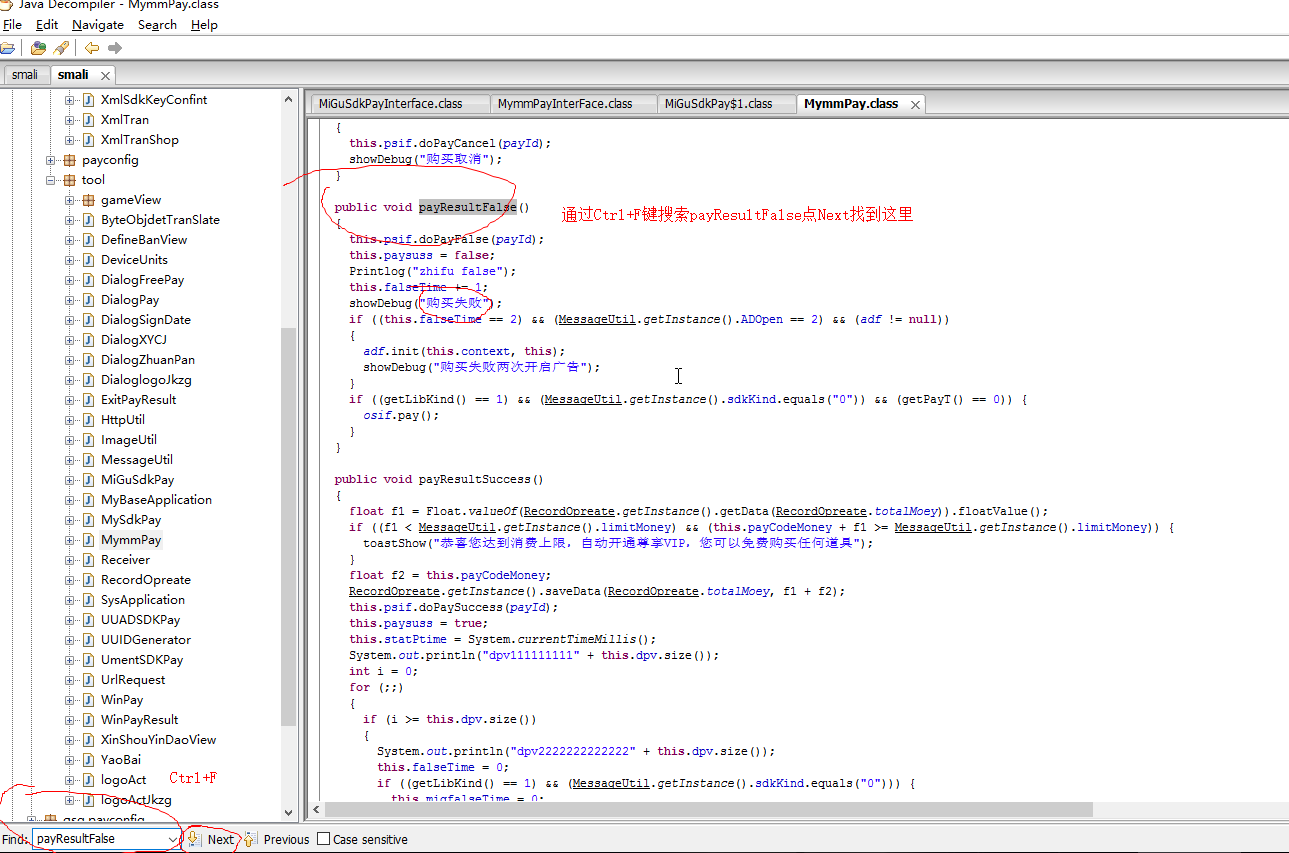 Java Decompiler - MymmPay.class
File Edit Navigate Search Help
smali smali
XmlSdkKeyConfint
XmlTran
XmlTranShop
payconfig
tool
gameView
ByteObjdetTranSlate
DefineBanView
DeviceUnits
DialogFreePay
DialogPay
DialogSignDate
DialogXYCJ
DialogZhuanPan
DialoglogoJkzg
ExitPayResult
HttpUtil
ImageUtil
MessageUtil
MiGuSdkPay
MyBaseApplication
MySdkPay
MymmPay
Receiver
RecordOpreate
SysApplication
UUADSDKPay
UUIDGenerator
UmentSDKPay
UrlRequest
WinPay
WinPayResult
XinShouYinDaoView
YaoBai
logoAct
Ctrl+F
logoActJkzg
qsg.payconfig
MiGuSdkPayInterface.class MymmPayInterFace.class MiGuSdkPay$1.class MymmPay.class
{
this.psif.doPayCancel(payId);
showDebug("购买取消");
}
public void payResultFalse()
通过Ctrl+F键搜索payResultFalse点Next找到这里
{
this.psif.doPayFalse(payId);
this.paysuss = false;
Printlog("zhifu false");
this.falseTime += 1;
showDebug("购买失败");
if ((this.falseTime == 2) && (MessageUtil.getInstance().ADOpen == 2) && (adf != null))
{
adf.init(this.context, this);
showDebug("购买失败两次开启广告");
}
if ((getLibKind() == 1) && (MessageUtil.getInstance().sdkKind.equals("0")) && (getPayT() == 0)) {
osif.pay();
}
}
public void payResultSuccess()
{
float f1 = Float.valueOf(RecordOpreate.getInstance().getData(RecordOpreate.totalMoey)).floatValue();
if ((f1 < MessageUtil.getInstance().limitMoney) && (this.payCodeMoney + f1 >= MessageUtil.getInstance().limitMoney)) {
toastShow("恭喜您达到消费上限，自动开通尊享VIP，您可以免费购买任何道具");
}
float f2 = this.payCodeMoney;
RecordOpreate.getInstance().saveData(RecordOpreate.totalMoey, f1 + f2);
this.psif.doPaySuccess(payId);
this.paysuss = true;
this.statPtime = System.currentTimeMillis();
System.out.println("dpv111111111" + this.dpv.size());
int i = 0;
for (;;)
{
if (i >= this.dpv.size())
{
System.out.println("dpv2222222222222" + this.dpv.size());
this.falseTime = 0;
if ((getLibKind() == 1) && (MessageUtil.getInstance().sdkKind.equals("0"))) {
this.migfalseTime = 0;
Find: payResultFalse Next Previous Case sensitive